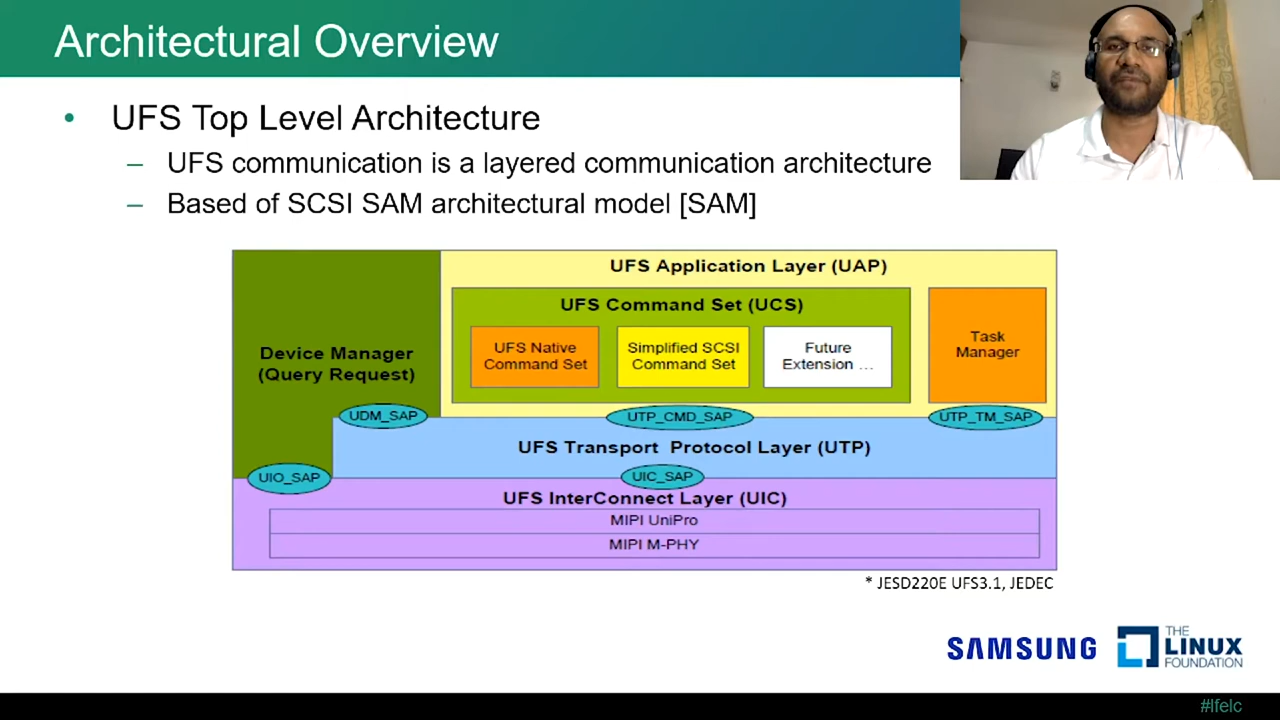 Architectural Overview
• UFS Top Level Architecture
– UFS communication is a layered communication architecture
– Based of SCSI SAM architectural model [SAM]
UFS Application Layer (UAP)
UFS Command Set (UCS)
Device Manager
(Query Request)
UFS Native
Command Set
Simplified SCSI
Command Set
Future
Extension ...
Task
Manager
UDM_SAP
UTP_CMD_SAP
UTP_TM_SAP
UFS Transport Protocol Layer (UTP)
UIO_SAP
UIC_SAP
UFS InterConnect Layer (UIC)
MIPI UniPro
MIPI M-PHY
* JESD220E UFS3.1, JEDEC
SAMSUNG
THE
LINUX
FOUNDATION
#lfelc